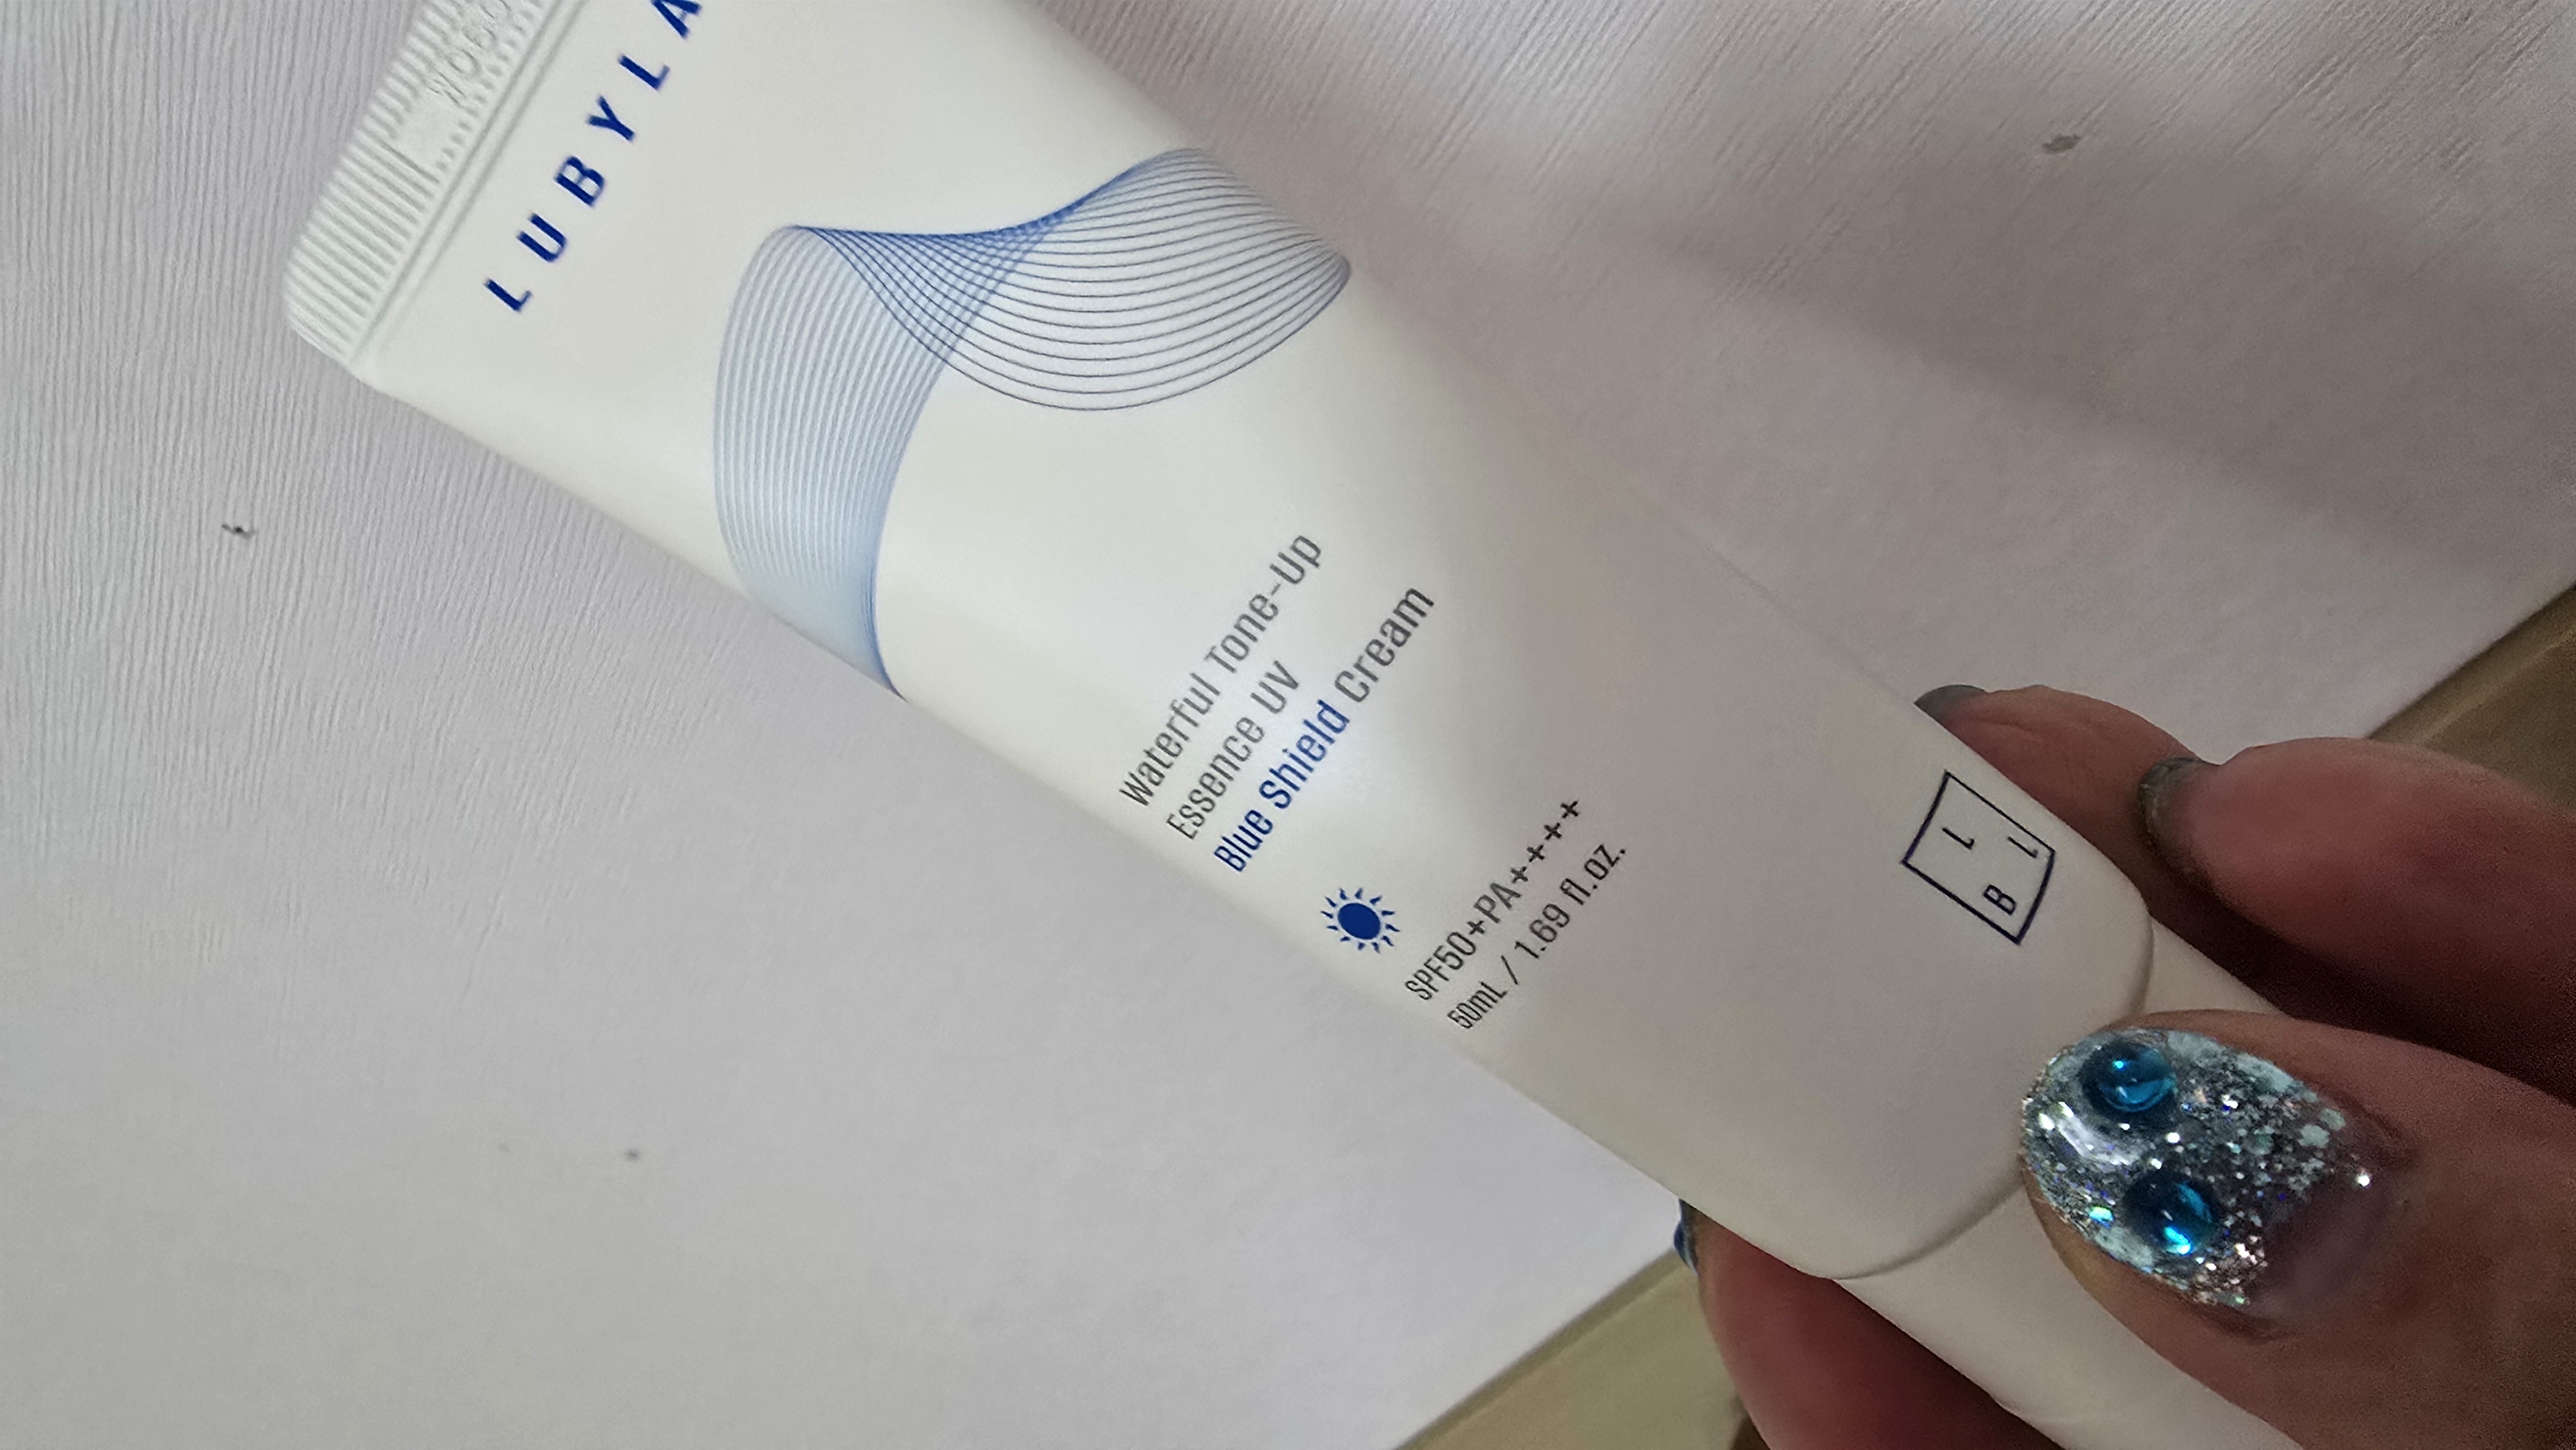 LUBYLA
Waterful Tone-Up
Essence UV
Blue Shield Cream
SPF50+PA++++
50mL / 1.69 fl.oz.
L
L
B